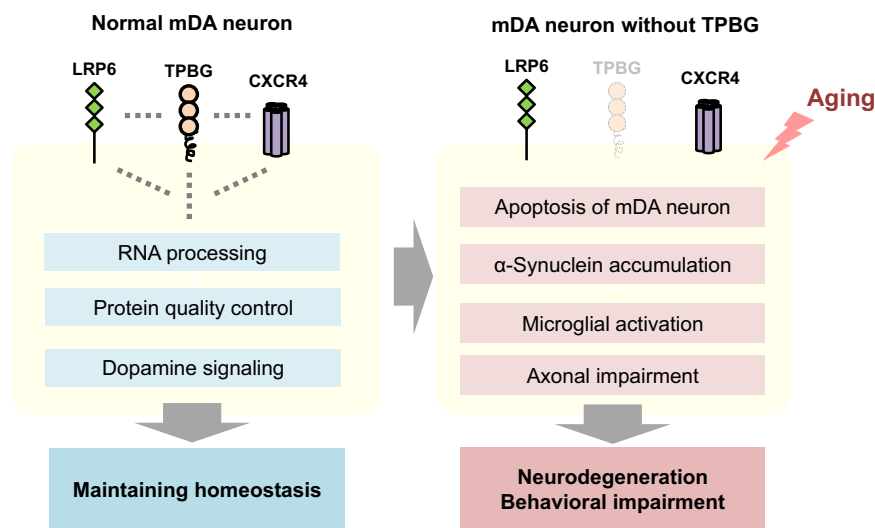 Normal mDA neuron
LRP6
TPBG
CXCR4
RNA processing
Protein quality control
Dopamine signaling
Maintaining homeostasis
mDA neuron without TPBG
LRP6
TPBG
CXCR4
Aging
Apoptosis of mDA neuron
α-Synuclein accumulation
Microglial activation
Axonal impairment
Neurodegeneration
Behavioral impairment